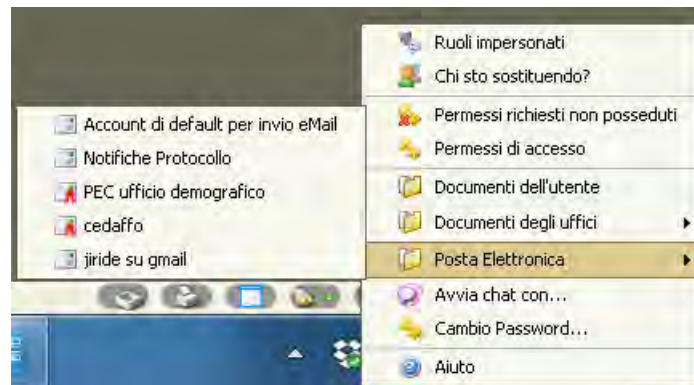 Ruoli impersonati
Chi sto sostituendo?
Permessi richiesti non posseduti
Permessi di accesso
Documenti dell'utente
Documenti degli uffici
Posta Elettronica
Avvia chat con...
Cambio Password...
Aiuto
Account di default per invio eMail
Notifiche Protocollo
PEC ufficio demografico
cedaffo
jiride su gmail